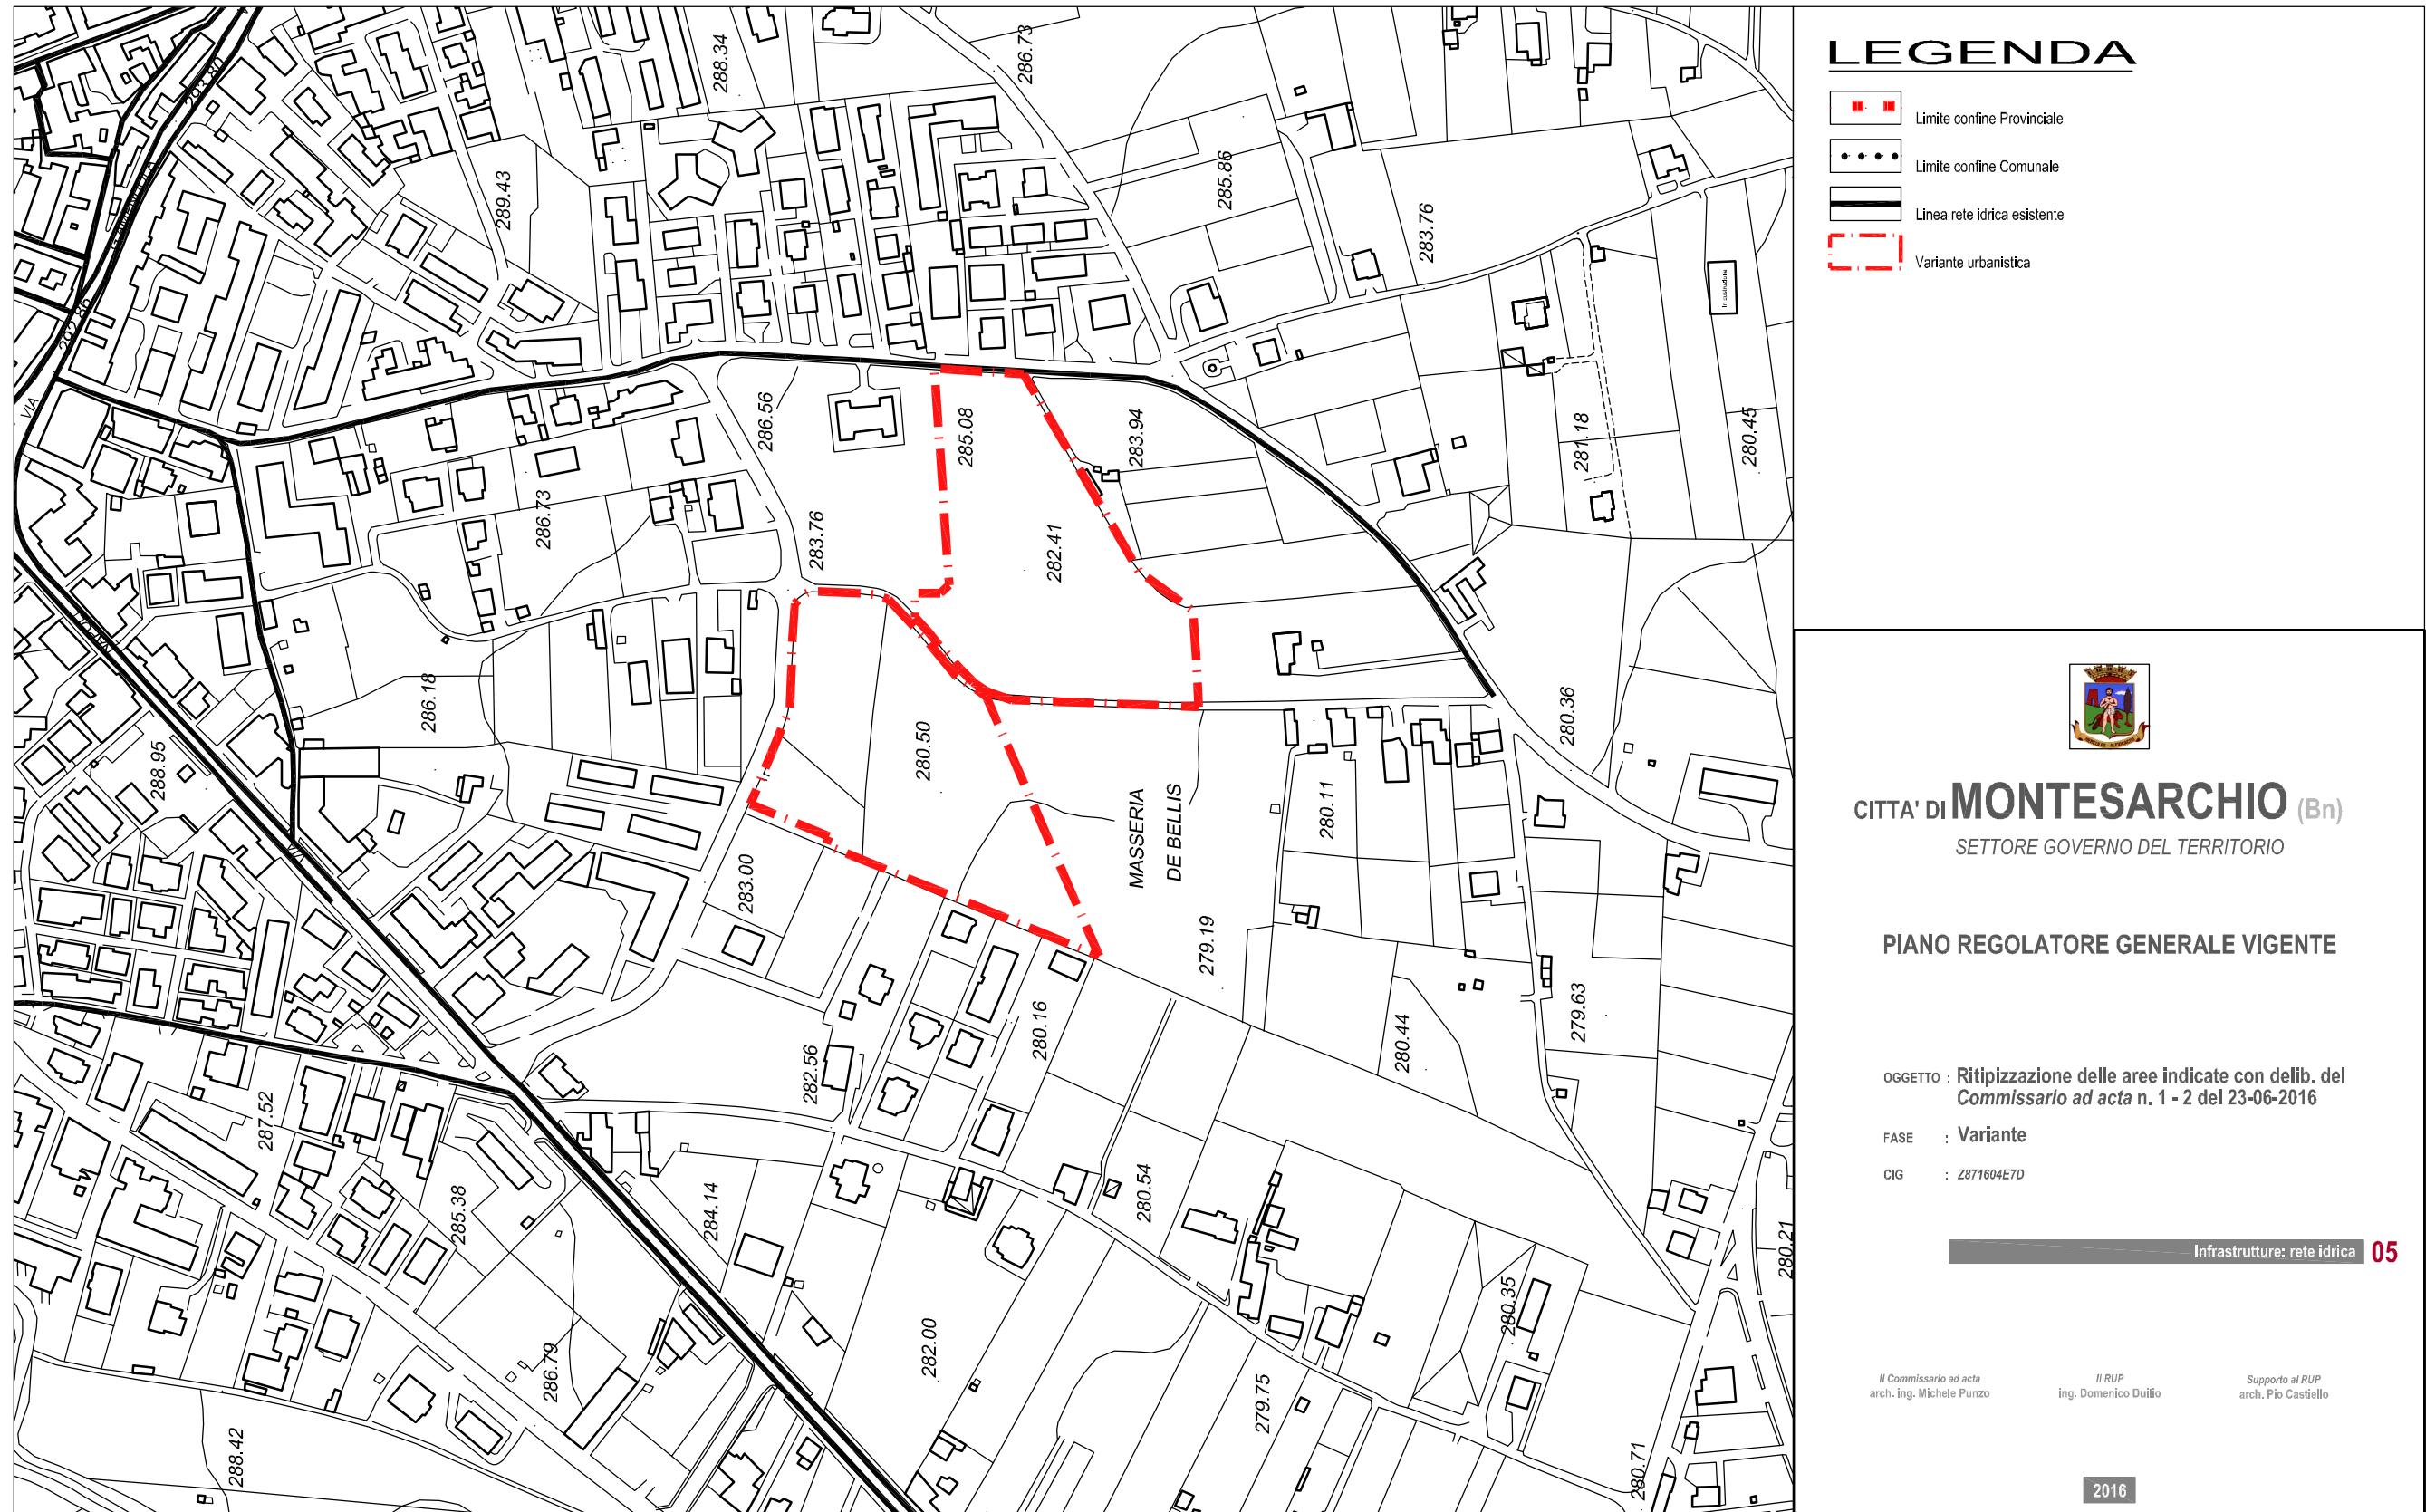 LEGENDA
Limite confine Provinciale
Limite confine Comunale
Linea rete idrica esistente
Variante urbanistica
CITTA' DI MONTESARCHIO (Bn)
SETTORE GOVERNO DEL TERRITORIO
PIANO REGOLATORE GENERALE VIGENTE
OGGETTO : Ritipizzazione delle aree indicate con delib. del
Commissario ad acta n. 1 - 2 del 23-06-2016
FASE : Variante
CIG : Z871604E7D
Infrastrutture: rete idrica 05
Il Commissario ad acta
arch. ing. Michele Punzo
Il RUP
ing. Domenico Duilio
Supporto al RUP
arch. Pio Castiello
2016
293.80
288.34
286.73
289.43
285.86
283.76
292.86
VIA
286.56
285.08
283.94
281.18
280.45
286.73
283.76
282.41
286.18
288.95
280.50
280.36
MASSERIA
DE BELLIS
280.11
283.00
279.19
280.16
280.44
279.63
282.56
287.52
285.38
284.14
280.54
280.21
280.35
282.00
286.79
279.75
288.42
280.71